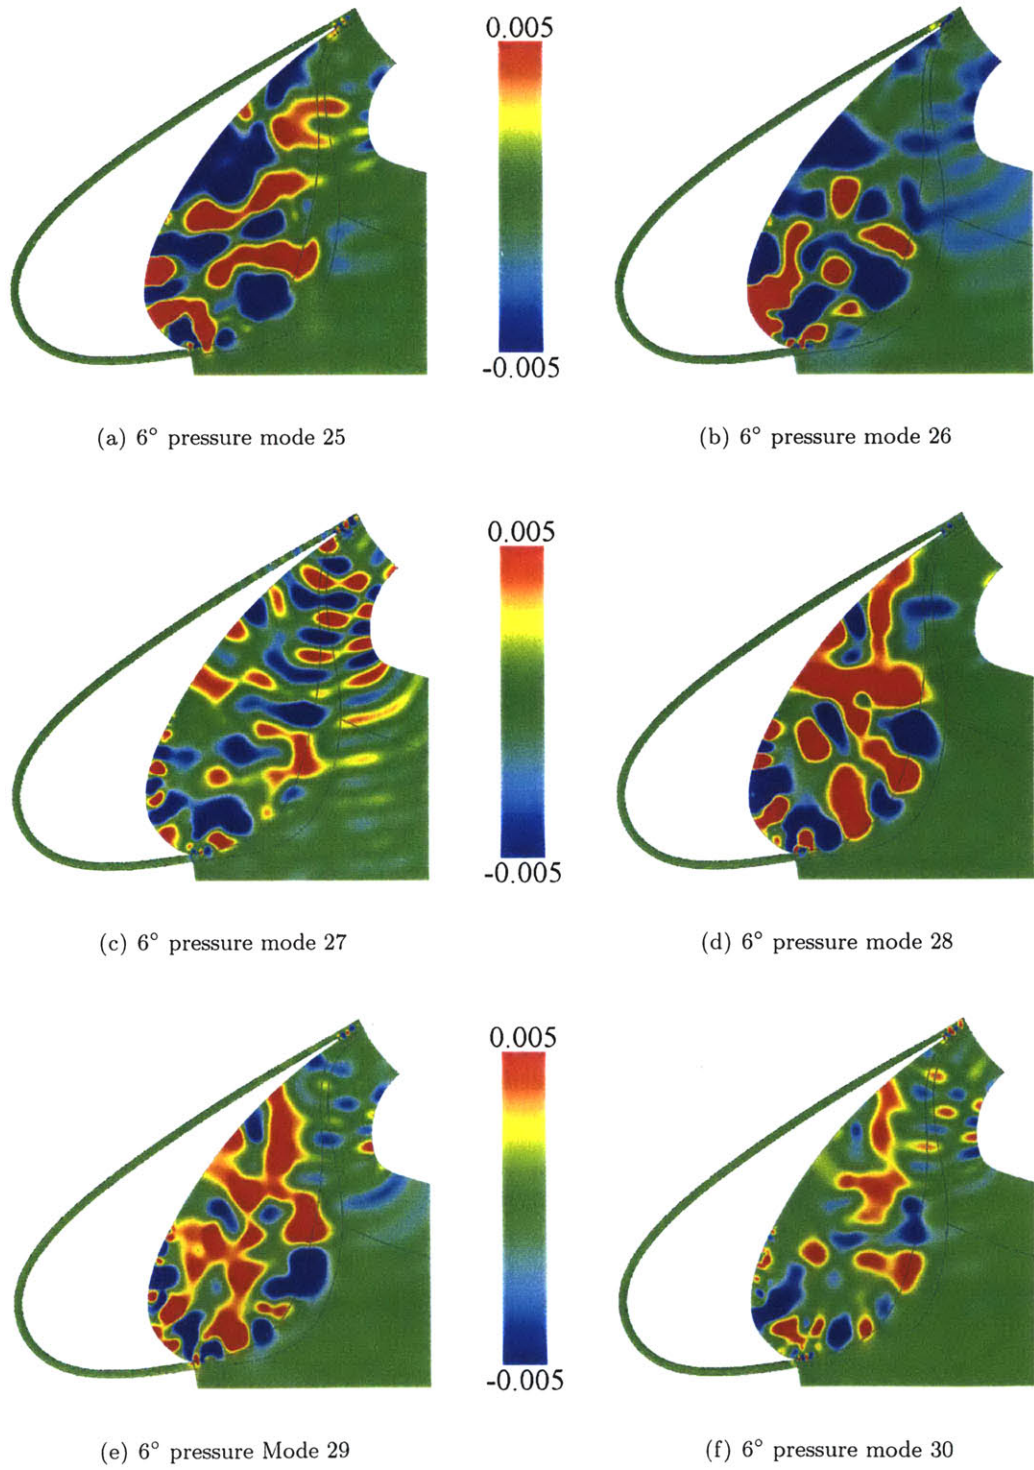 0.005
-0.005
(a) 6° pressure mode 25
(b) 6° pressure mode 26
0.005
-0.005
(c) 6° pressure mode 27
(d) 6° pressure mode 28
0.005
-0.005
(e) 6° pressure Mode 29
(f) 6° pressure mode 30